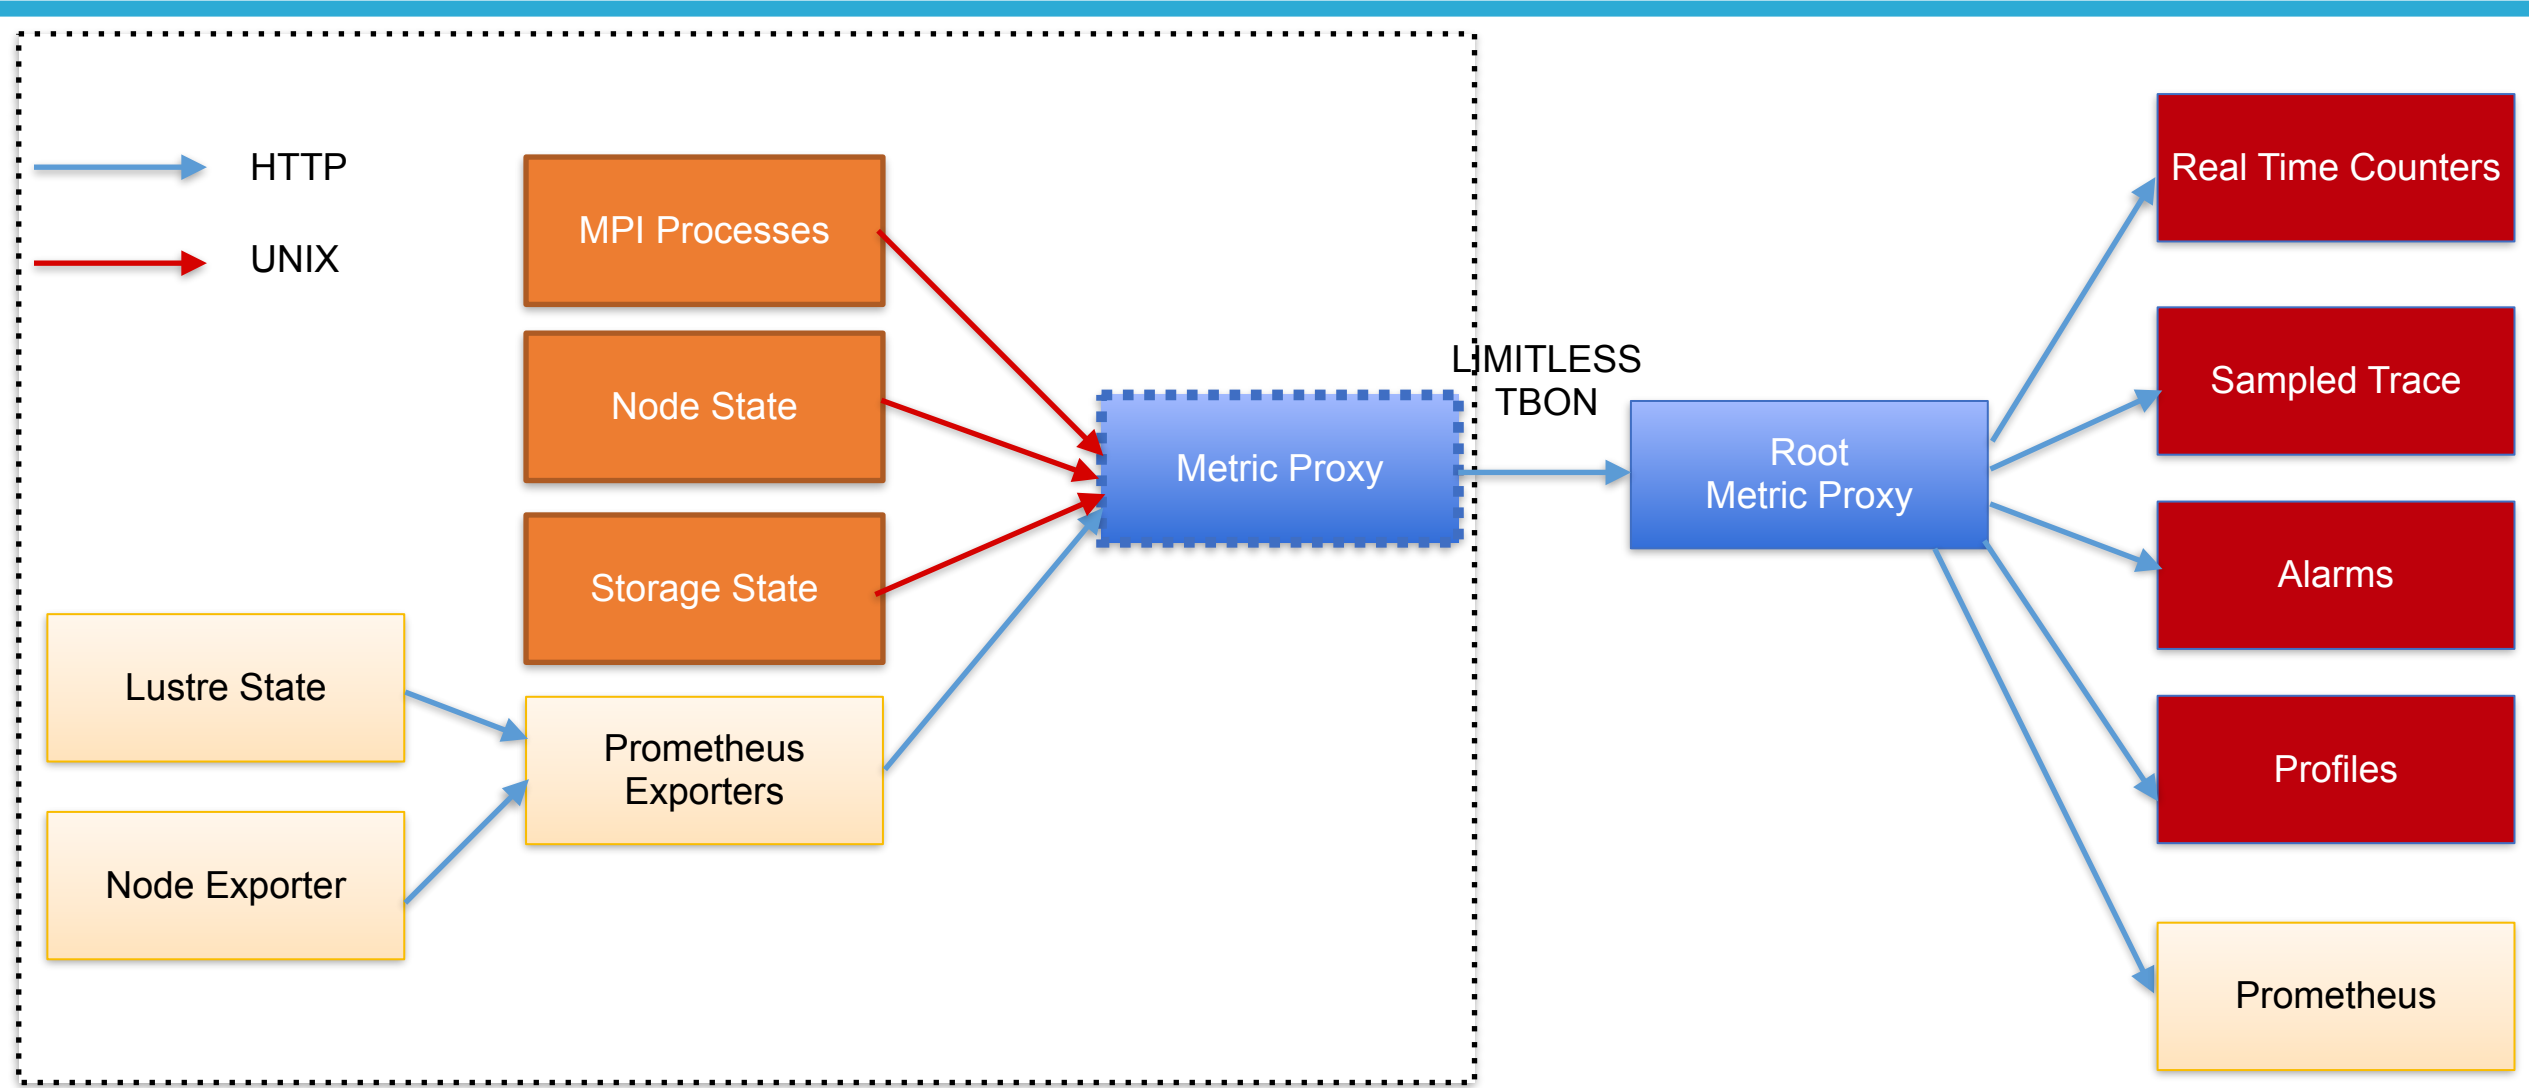 HTTP
UNIX
MPI Processes
Node State
Storage State
Lustre State
Node Exporter
Prometheus
Exporters
Metric Proxy
LIMITLESS
TBON
Root
Metric Proxy
Real Time Counters
Sampled Trace
Alarms
Profiles
Prometheus